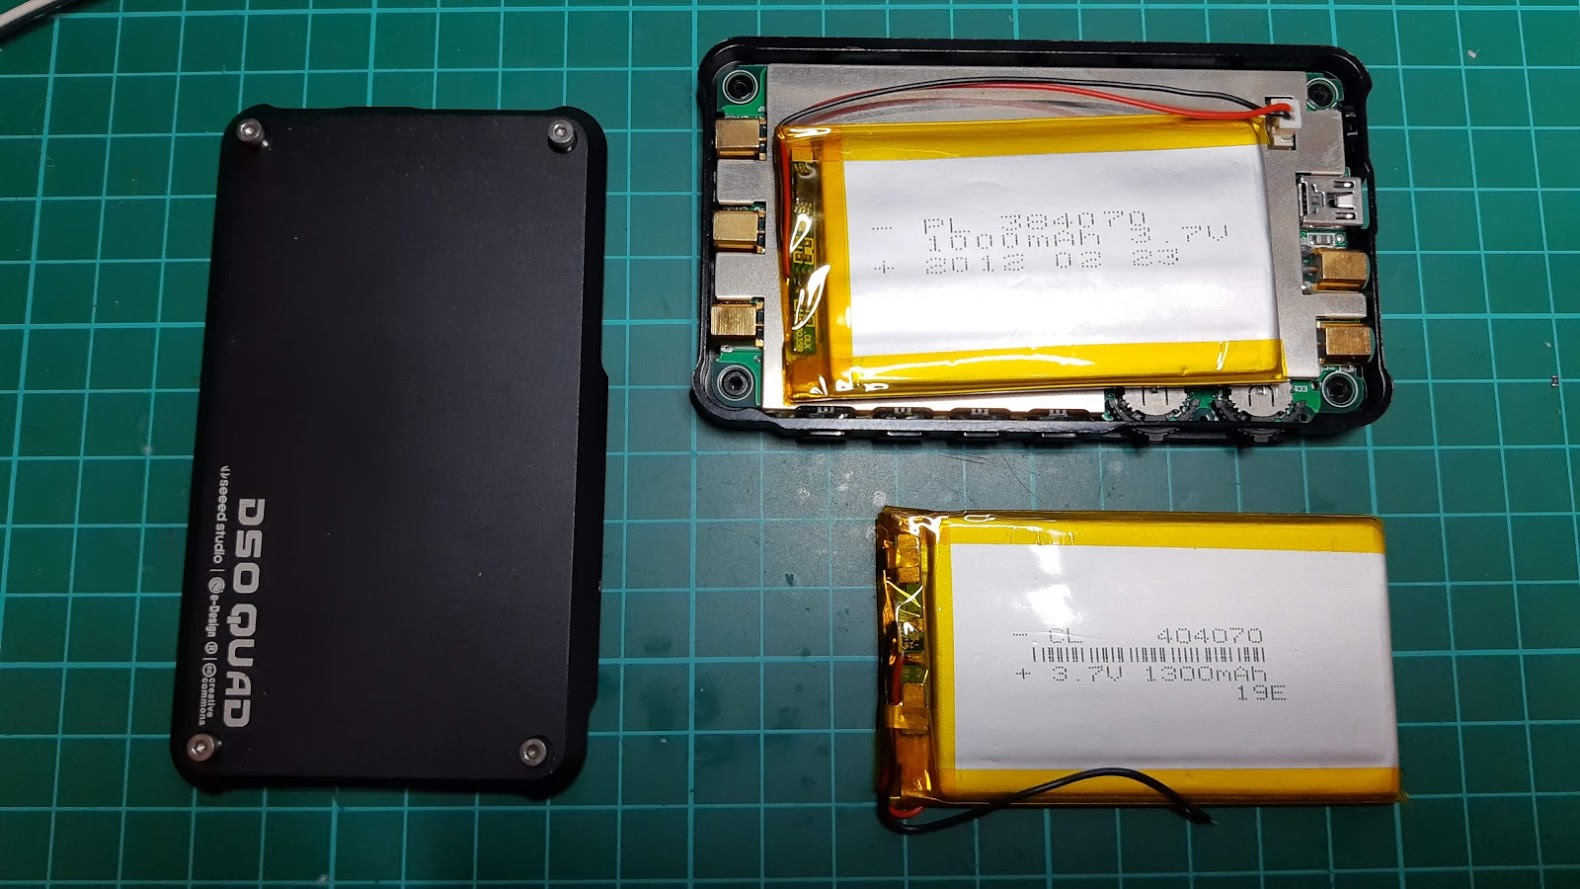 DSO QUAD
seeed studio | e-Design ® | creative commons
- PL 384070
1000mAh 3.7V
+ 2012 02 23
- CL 404070
+ 3.7V 1300mAh
19E